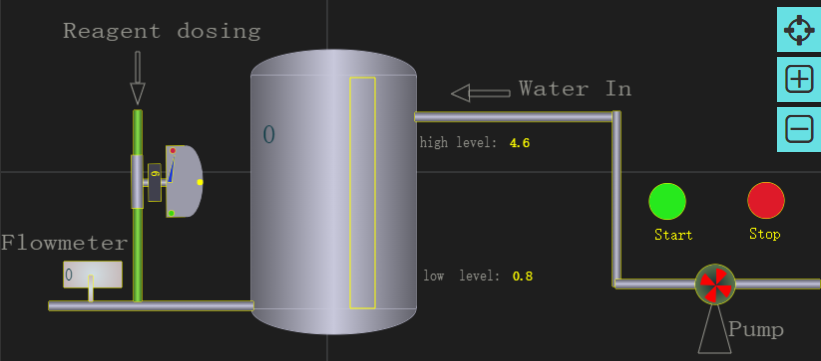 Reagent dosing
Water In
0
high level: 4.6
Start
Stop
Flowmeter
0
low level: 0.8
Pump